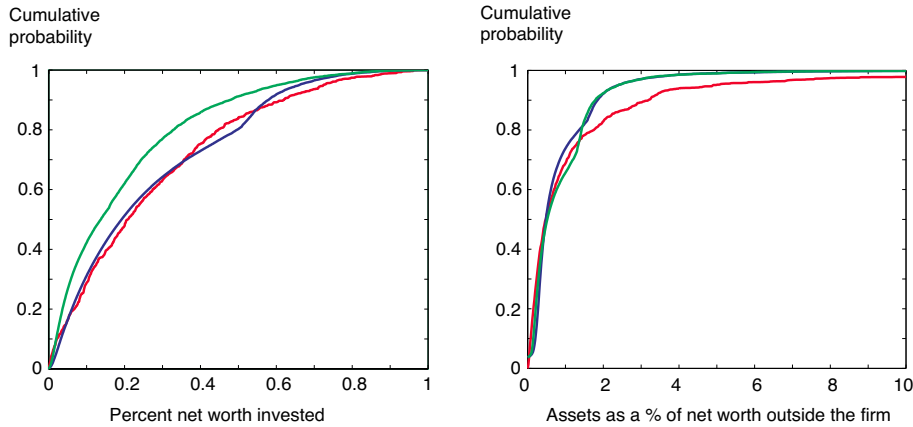 Cumulative
probability
1
0.8
0.6
0.4
0.2
0
0 0.2 0.4 0.6 0.8 1
Percent net worth invested
Cumulative
probability
1
0.8
0.6
0.4
0.2
0
0 2 4 6 8 10
Assets as a % of net worth outside the firm